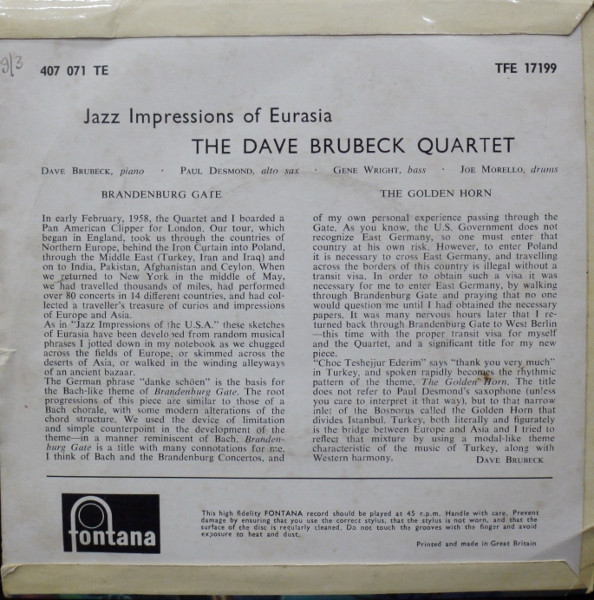 9/3
407 071 TE
TFE 17199
Jazz Impressions of Eurasia
THE DAVE BRUBECK QUARTET
DAVE BRUBECK, piano · PAUL DESMOND, alto sax · GENE WRIGHT, bass · JOE MORELLO, drums
BRANDENBURG GATE
In early February, 1958, the Quartet and I boarded a
Pan American Clipper for London. Our tour, which
began in England, took us through the countries of
Northern Europe, behind the Iron Curtain into Poland,
through the Middle East (Turkey, Iran and Iraq) and
on to India, Pakistan, Afghanistan and Ceylon. When
we returned to New York in the middle of May,
we had travelled thousands of miles, had performed
over 80 concerts in 14 different countries, and had col-
lected a traveller's treasure of curios and impressions
of Europe and Asia.
As in "Jazz Impressions of the U.S.A." these sketches
of Eurasia have been developed from random musical
phrases I jotted down in my notebook as we chugged
across the fields of Europe, or skimmed across the
deserts of Asia, or walked in the winding alleyways
of an ancient bazaar.
The German phrase "danke schöen" is the basis for
the Bach-like theme of Brandenburg Gate. The root
progressions of this piece are similar to those of a
Bach chorale, with some modern alterations of the
chord structure. We used the device of limitation
and simple counterpoint in the development of the
theme—in a manner reminiscent of Bach. Branden-
burg Gate is a title with many connotations for me.
I think of Bach and the Brandenburg Concertos, and
THE GOLDEN HORN
of my own personal experience passing through the
Gate. As you know, the U.S. Government does not
recognize East Germany, so one must enter that
country at his own risk. However, to enter Poland
it is necessary to cross East Germany, and travelling
across the borders of this country is illegal without a
transit visa. In order to obtain such a visa it was
necessary for me to enter East Germany, by walking
through Brandenburg Gate and praying that no one
would question me until I had obtained the necessary
papers. It was many nervous hours later that I re-
turned back through Brandenburg Gate to West Berlin
—this time with the proper transit visa for myself
and the Quartet, and a significant title for my new
piece.
"Choc Teshejjur Ederim" says "thank you very much"
in Turkey, and spoken rapidly becomes the rhythmic
pattern of the theme, The Golden Horn. The title
does not refer to Paul Desmond's saxophone (unless
you care to interpret it that way), but to that narrow
inlet of the Bosporus called the Golden Horn that
divides Istanbul. Turkey, both literally and figurately
is the bridge between Europe and Asia and I tried to
reflect that mixture by using a modal-like theme
characteristic of the music of Turkey, along with
Western harmony. DAVE BRUBECK
fontana
This high fidelity FONTANA record should be played at 45 r.p.m. Handle with care. Prevent
damage by ensuring that you use the correct stylus, that the stylus is not worn, and that the
surface of the disc is regularly cleaned. Do not touch the grooves with the finger and avoid
exposure to heat and dust.
Printed and made in Great Britain